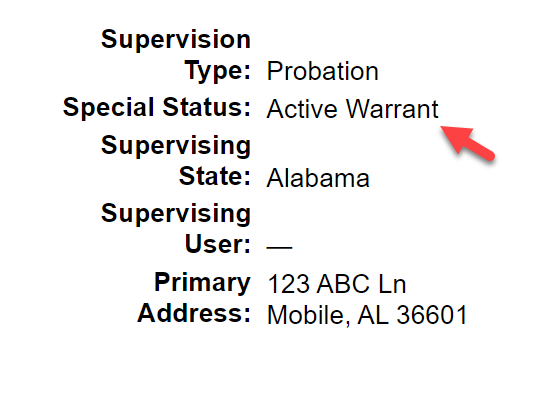 Supervision
Type: Probation
Special Status: Active Warrant
Supervising
State: Alabama
Supervising
User: —
Primary 123 ABC Ln
Address: Mobile, AL 36601